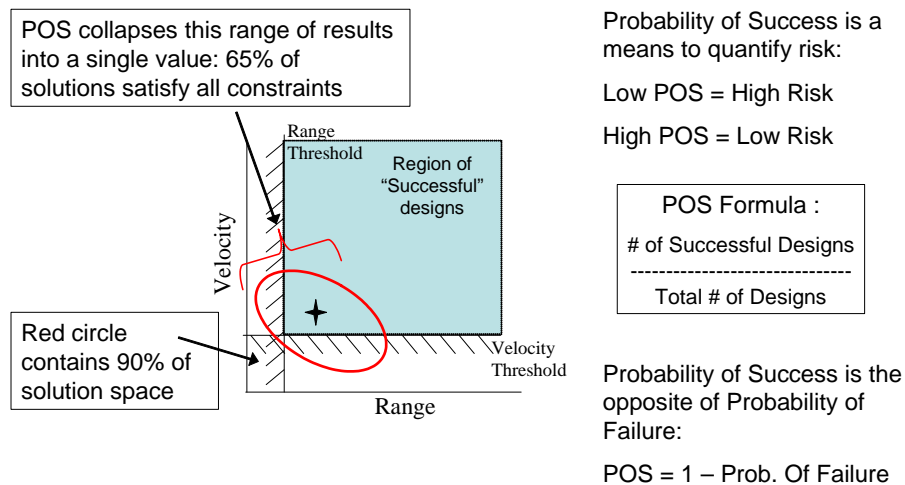 POS collapses this range of results
into a single value: 65% of
solutions satisfy all constraints
Range
Threshold
Region of
“Successful”
designs
Velocity
Red circle
contains 90% of
solution space
Velocity
Threshold
Range
Probability of Success is a
means to quantify risk:
Low POS = High Risk
High POS = Low Risk
POS Formula :
# of Successful Designs
-------------------------------
Total # of Designs
Probability of Success is the
opposite of Probability of
Failure:
POS = 1 – Prob. Of Failure